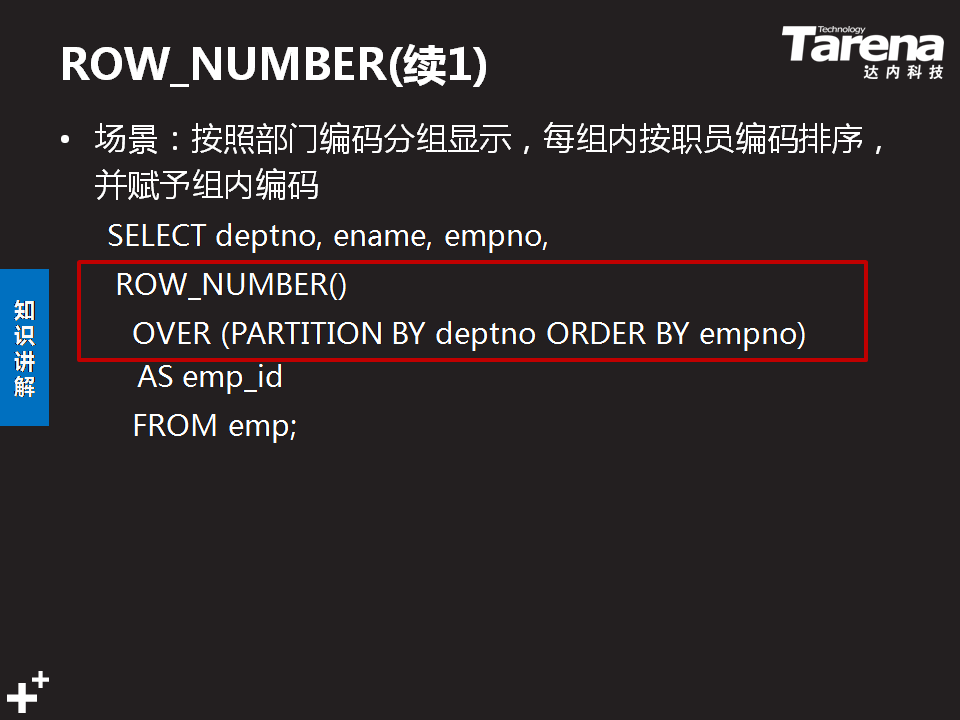 ROW_NUMBER(续1)
Technology
Tarena
达内科技
• 场景：按照部门编码分组显示，每组内按职员编码排序，
并赋予组内编码
SELECT deptno, ename, empno,
ROW_NUMBER()
OVER (PARTITION BY deptno ORDER BY empno)
AS emp_id
FROM emp;
知识讲解